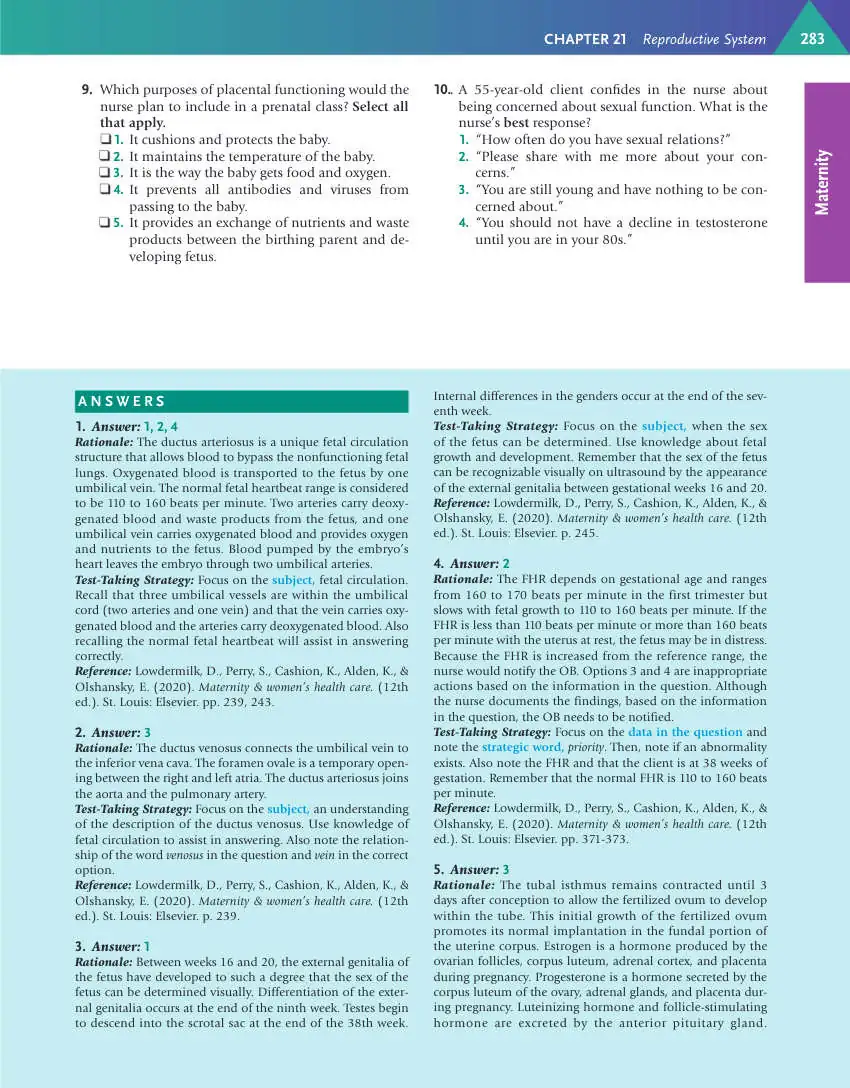 CHAPTER 21 Reproductive System 283
9. Which purposes of placental functioning would the
nurse plan to include in a prenatal class? Select all
that apply.
❑ 1. It cushions and protects the baby.
❑ 2. It maintains the temperature of the baby.
❑ 3. It is the way the baby gets food and oxygen.
❑ 4. It prevents all antibodies and viruses from
passing to the baby.
❑ 5. It provides an exchange of nutrients and waste
products between the birthing parent and de-
veloping fetus.
10.. A 55-year-old client confides in the nurse about
being concerned about sexual function. What is the
nurse's best response?
1. “How often do you have sexual relations?”
2. “Please share with me more about your con-
cerns.”
3. “You are still young and have nothing to be con-
cerned about.”
4. “You should not have a decline in testosterone
until you are in your 80s.”
Maternity
ANSWERS
1. Answer: 1, 2, 4
Rationale: The ductus arteriosus is a unique fetal circulation
structure that allows blood to bypass the nonfunctioning fetal
lungs. Oxygenated blood is transported to the fetus by one
umbilical vein. The normal fetal heartbeat range is considered
to be 110 to 160 beats per minute. Two arteries carry deoxy-
genated blood and waste products from the fetus, and one
umbilical vein carries oxygenated blood and provides oxygen
and nutrients to the fetus. Blood pumped by the embryo's
heart leaves the embryo through two umbilical arteries.
Test-Taking Strategy: Focus on the subject, fetal circulation.
Recall that three umbilical vessels are within the umbilical
cord (two arteries and one vein) and that the vein carries oxy-
genated blood and the arteries carry deoxygenated blood. Also
recalling the normal fetal heartbeat will assist in answering
correctly.
Reference: Lowdermilk, D., Perry, S., Cashion, K., Alden, K., &
Olshansky, E. (2020). Maternity & women's health care. (12th
ed.). St. Louis: Elsevier. pp. 239, 243.
2. Answer: 3
Rationale: The ductus venosus connects the umbilical vein to
the inferior vena cava. The foramen ovale is a temporary open-
ing between the right and left atria. The ductus arteriosus joins
the aorta and the pulmonary artery.
Test-Taking Strategy: Focus on the subject, an understanding
of the description of the ductus venosus. Use knowledge of
fetal circulation to assist in answering. Also note the relation-
ship of the word venosus in the question and vein in the correct
option.
Reference: Lowdermilk, D., Perry, S., Cashion, K., Alden, K., &
Olshansky, E. (2020). Maternity & women's health care. (12th
ed.). St. Louis: Elsevier. p. 239.
3. Answer: 1
Rationale: Between weeks 16 and 20, the external genitalia of
the fetus have developed to such a degree that the sex of the
fetus can be determined visually. Differentiation of the exter-
nal genitalia occurs at the end of the ninth week. Testes begin
to descend into the scrotal sac at the end of the 38th week.
Internal differences in the genders occur at the end of the sev-
enth week.
Test-Taking Strategy: Focus on the subject, when the sex
of the fetus can be determined. Use knowledge about fetal
growth and development. Remember that the sex of the fetus
can be recognizable visually on ultrasound by the appearance
of the external genitalia between gestational weeks 16 and 20.
Reference: Lowdermilk, D., Perry, S., Cashion, K., Alden, K., &
Olshansky, E. (2020). Maternity & women's health care. (12th
ed.). St. Louis: Elsevier. p. 245.
4. Answer: 2
Rationale: The FHR depends on gestational age and ranges
from 160 to 170 beats per minute in the first trimester but
slows with fetal growth to 110 to 160 beats per minute. If the
FHR is less than 110 beats per minute or more than 160 beats
per minute with the uterus at rest, the fetus may be in distress.
Because the FHR is increased from the reference range, the
nurse would notify the OB. Options 3 and 4 are inappropriate
actions based on the information in the question. Although
the nurse documents the findings, based on the information
in the question, the OB needs to be notified.
Test-Taking Strategy: Focus on the data in the question and
note the strategic word, priority. Then, note if an abnormality
exists. Also note the FHR and that the client is at 38 weeks of
gestation. Remember that the normal FHR is 110 to 160 beats
per minute.
Reference: Lowdermilk, D., Perry, S., Cashion, K., Alden, K., &
Olshansky, E. (2020). Maternity & women's health care. (12th
ed.). St. Louis: Elsevier. pp. 371-373.
5. Answer: 3
Rationale: The tubal isthmus remains contracted until 3
days after conception to allow the fertilized ovum to develop
within the tube. This initial growth of the fertilized ovum
promotes its normal implantation in the fundal portion of
the uterine corpus. Estrogen is a hormone produced by the
ovarian follicles, corpus luteum, adrenal cortex, and placenta
during pregnancy. Progesterone is a hormone secreted by the
corpus luteum of the ovary, adrenal glands, and placenta dur-
ing pregnancy. Luteinizing hormone and follicle-stimulating
hormone are excreted by the anterior pituitary gland.